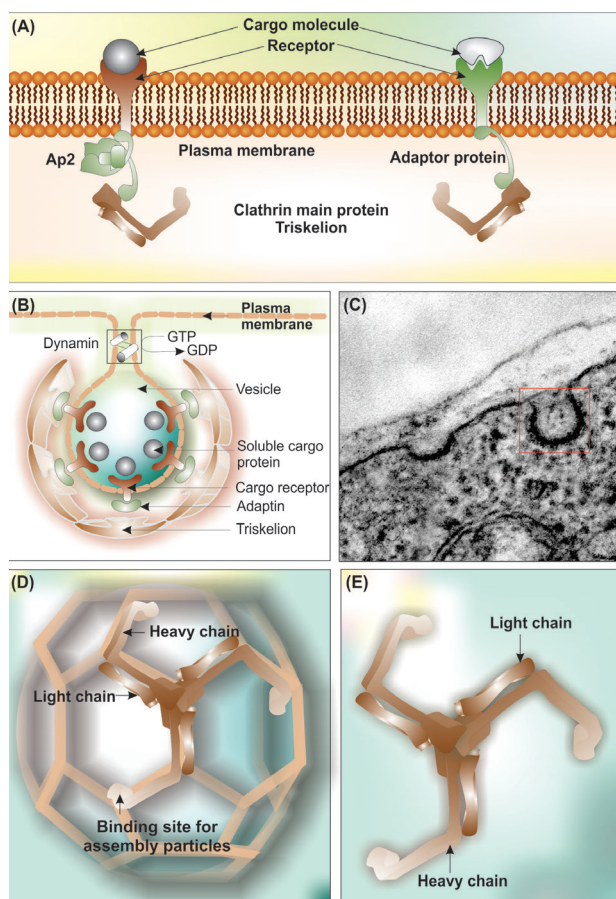 (A)
Cargo molecule
Receptor
Ap2
Plasma membrane
Adaptor protein
Clathrin main protein
Triskelion
(B)
Plasma
membrane
Dynamin
GTP
GDP
Vesicle
Soluble cargo
protein
Cargo receptor
Adaptin
Triskelion
(C)
(D)
Heavy chain
Light chain
Binding site for
assembly particles
(E)
Light chain
Heavy chain